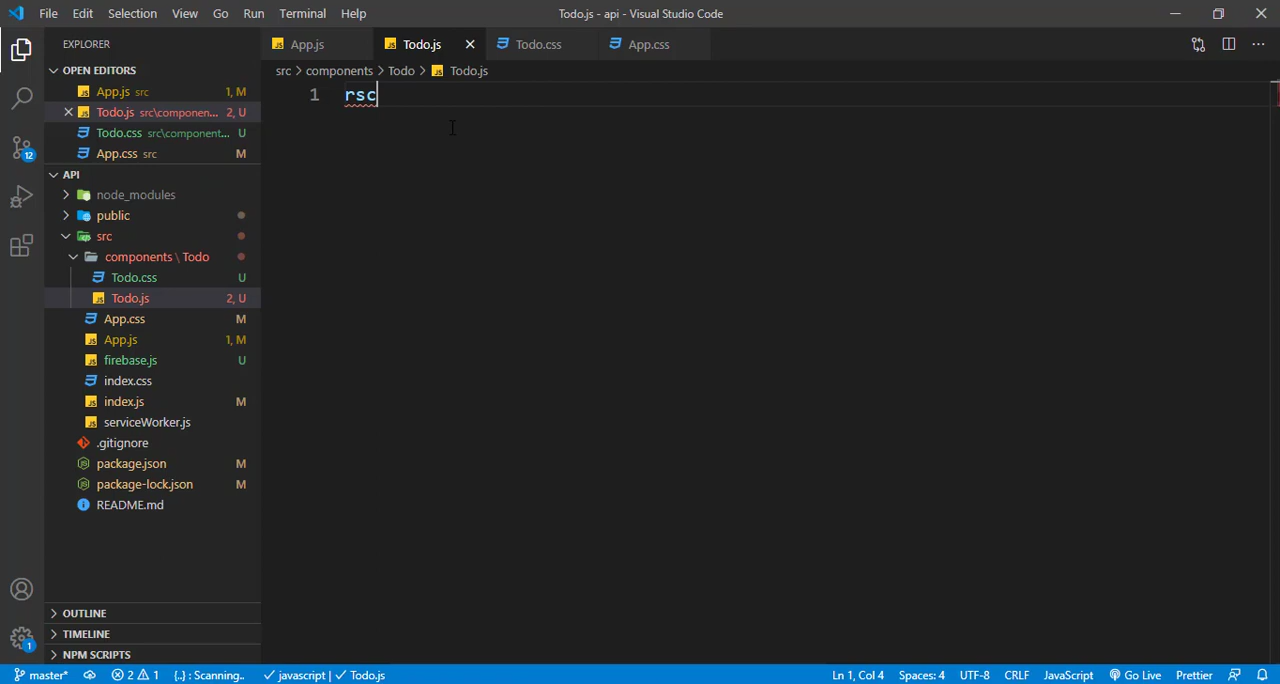 File Edit Selection View Go Run Terminal Help Todo.js - api - Visual Studio Code
EXPLORER
App.js Todo.js Todo.css App.css
OPEN EDITORS
src components Todo Todo.js
App.js src 1, M
Todo.js src\componen... 2, U
Todo.css src\component... U
App.css src M
1 rsc
API
node_modules
public
src
components \ Todo
Todo.css U
Todo.js 2, U
App.css M
App.js 1, M
firebase.js U
index.css
index.js M
serviceWorker.js
.gitignore
package.json M
package-lock.json M
README.md
12
OUTLINE
TIMELINE
NPM SCRIPTS
1
master* 2 1 {..} : Scanning.. javascript | Todo.js Ln 1, Col 4 Spaces: 4 UTF-8 CRLF JavaScript Go Live Prettier